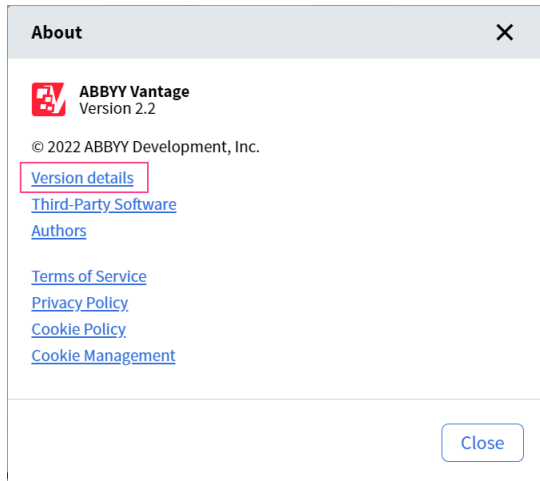 About
ABBYY Vantage
Version 2.2
© 2022 ABBYY Development, Inc.
Version details
Third-Party Software
Authors
Terms of Service
Privacy Policy
Cookie Policy
Cookie Management
Close